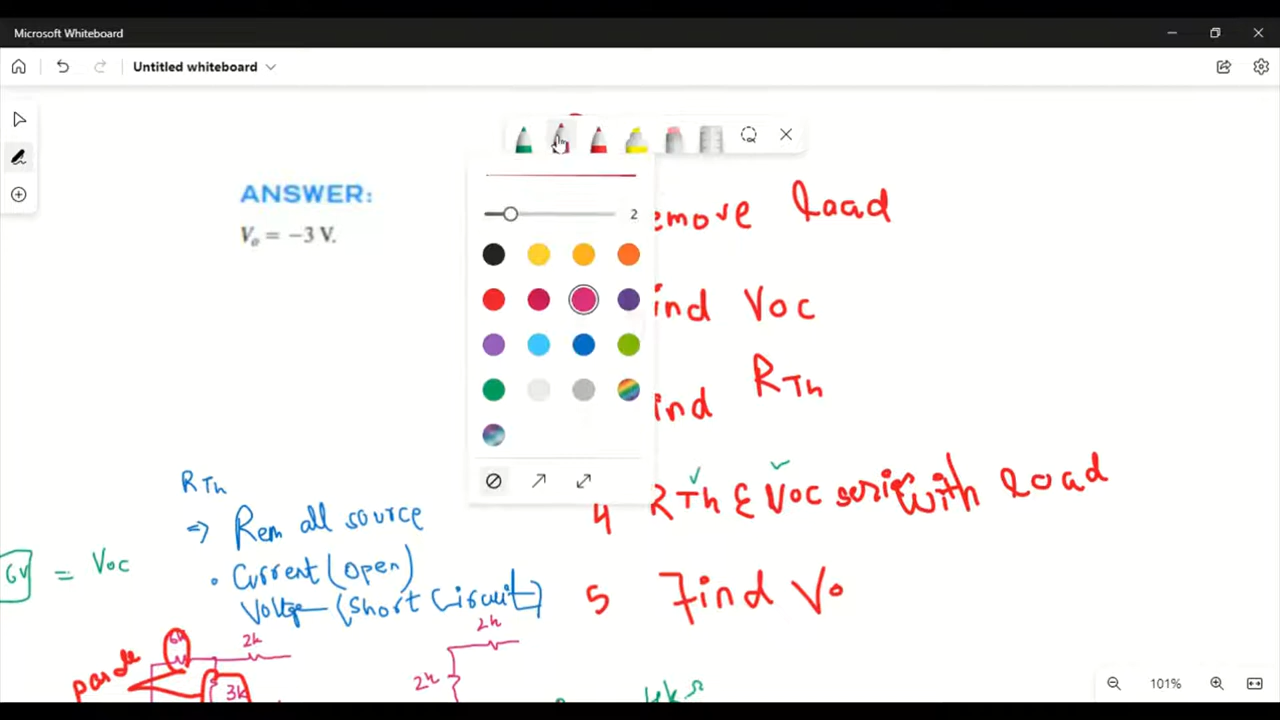 Microsoft Whiteboard
Untitled whiteboard
ANSWER:
Vo = −3 V.
2
emove load
ind Voc
ind RTh
4 RTh & Voc series with load
5 Find Vo
RTh
⇒ Rem all source
• Current (open)
Voltge (Short Circuit)
6V = Voc
6k 2k
3k
2k
2k
4k Ω
101%